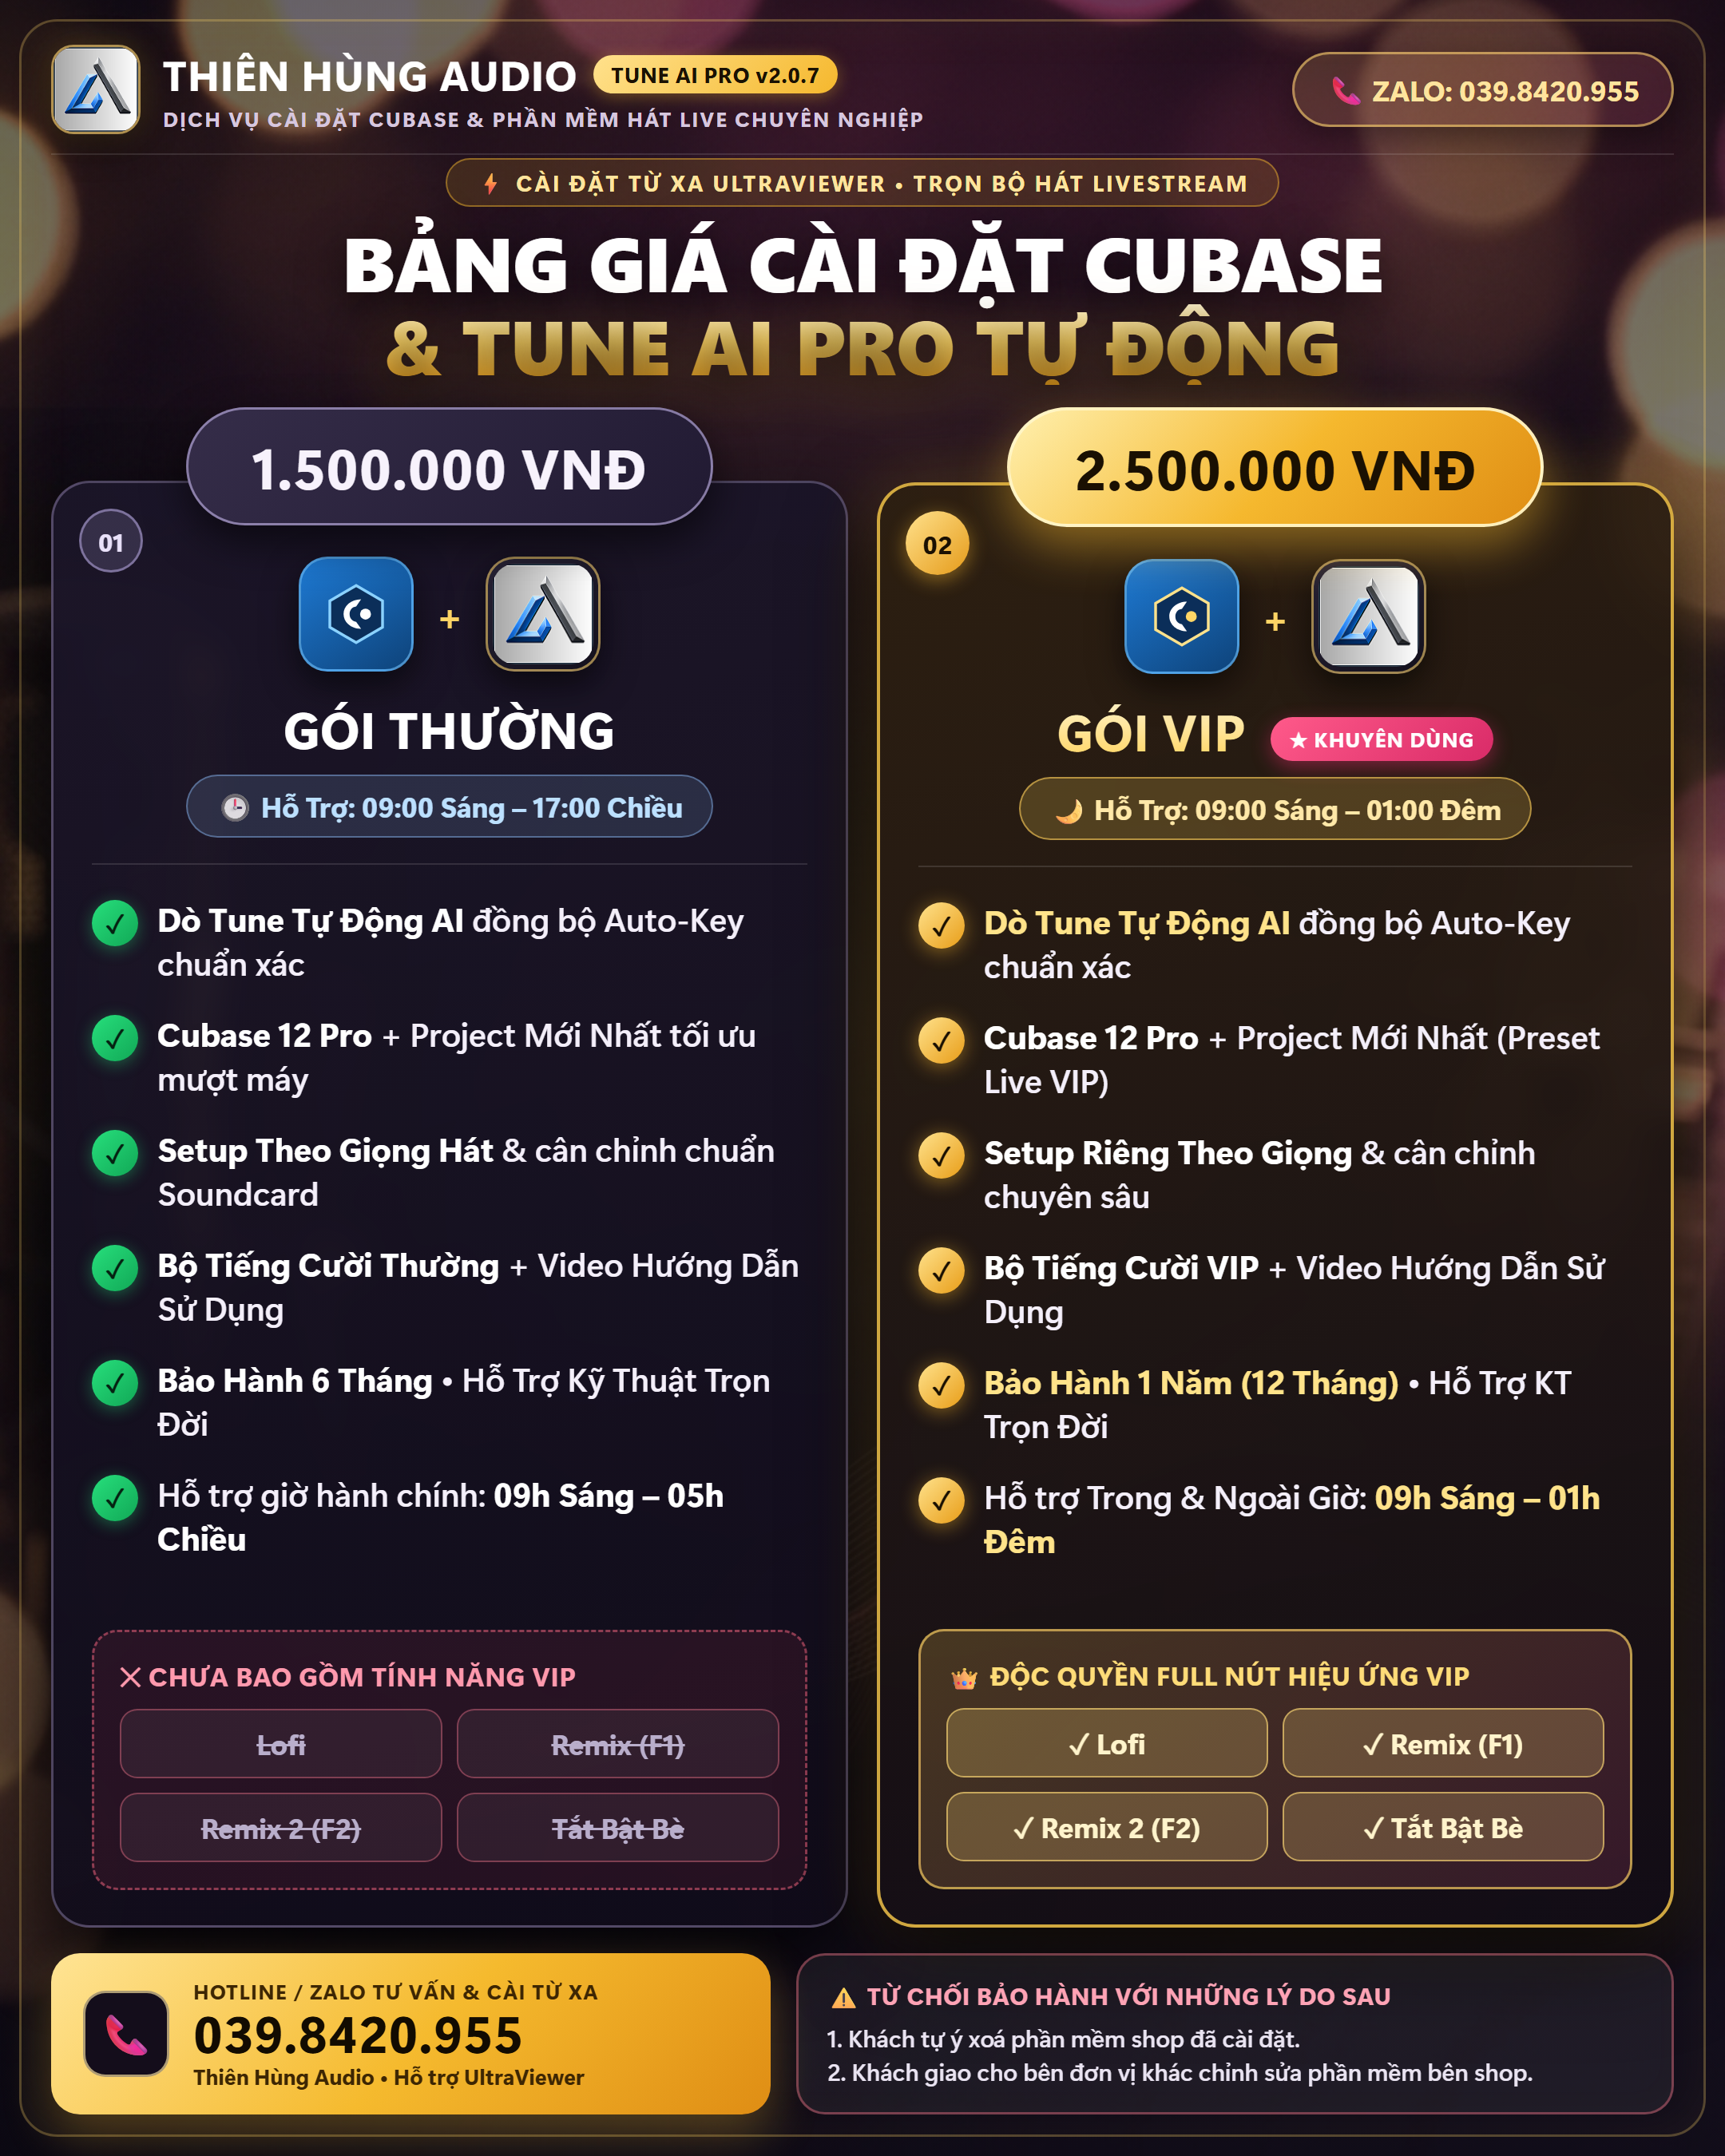 THIÊN HÙNG AUDIO TUNE AI PRO v2.0.7
DỊCH VỤ CÀI ĐẶT CUBASE & PHẦN MỀM HÁT LIVE CHUYÊN NGHIỆP
ZALO: 039.8420.955
CÀI ĐẶT TỪ XA ULTRAVIEWER • TRỌN BỘ HÁT LIVESTREAM
BẢNG GIÁ CÀI ĐẶT CUBASE
& TUNE AI PRO TỰ ĐỘNG
1.500.000 VNĐ
01
+
GÓI THƯỜNG
Hỗ Trợ: 09:00 Sáng – 17:00 Chiều
✓ Dò Tune Tự Động AI đồng bộ Auto-Key
chuẩn xác
✓ Cubase 12 Pro + Project Mới Nhất tối ưu
mượt máy
✓ Setup Theo Giọng Hát & cân chỉnh chuẩn
Soundcard
✓ Bộ Tiếng Cười Thường + Video Hướng Dẫn
Sử Dụng
✓ Bảo Hành 6 Tháng • Hỗ Trợ Kỹ Thuật Trọn
Đời
✓ Hỗ trợ giờ hành chính: 09h Sáng – 05h
Chiều
CHƯA BAO GỒM TÍNH NĂNG VIP
Lofi
Remix (F1)
Remix 2 (F2)
Tắt Bật Bè
2.500.000 VNĐ
02
+
GÓI VIP ★ KHUYÊN DÙNG
Hỗ Trợ: 09:00 Sáng – 01:00 Đêm
✓ Dò Tune Tự Động AI đồng bộ Auto-Key
chuẩn xác
✓ Cubase 12 Pro + Project Mới Nhất (Preset
Live VIP)
✓ Setup Riêng Theo Giọng & cân chỉnh
chuyên sâu
✓ Bộ Tiếng Cười VIP + Video Hướng Dẫn Sử
Dụng
✓ Bảo Hành 1 Năm (12 Tháng) • Hỗ Trợ KT
Trọn Đời
✓ Hỗ trợ Trong & Ngoài Giờ: 09h Sáng – 01h
Đêm
ĐỘC QUYỀN FULL NÚT HIỆU ỨNG VIP
✓ Lofi
✓ Remix (F1)
✓ Remix 2 (F2)
✓ Tắt Bật Bè
HOTLINE / ZALO TƯ VẤN & CÀI TỪ XA
039.8420.955
Thiên Hùng Audio • Hỗ trợ UltraViewer
TỪ CHỐI BẢO HÀNH VỚI NHỮNG LÝ DO SAU
1. Khách tự ý xoá phần mềm shop đã cài đặt.
2. Khách giao cho bên đơn vị khác chỉnh sửa phần mềm bên shop.